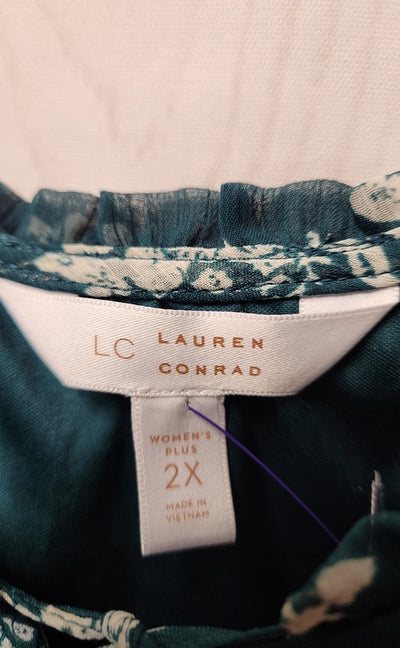 LC LAUREN
CONRAD
WOMEN'S
PLUS
2X
MADE IN
VIETNAM